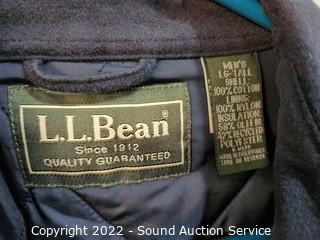 L.L.Bean®
Since 1912
QUALITY GUARANTEED
MEN'S
LG-TALL
SHELL:
100% COTTON
LINING:
100% NYLON
INSULATION:
58% OLEFIN
42% RECYCLED
POLYESTER
Copyright 2022 - Sound Auction Service